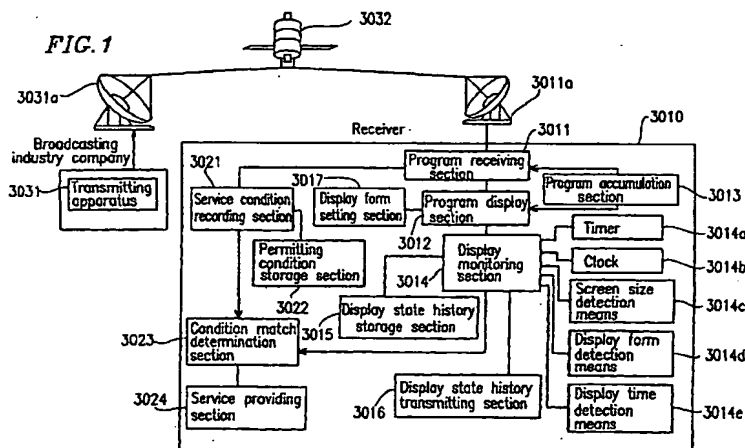 FIG. 1
3032
3031a
3011a
Broadcasting
industry company
3031
Transmitting
apparatus
Receiver
3011
3010
Program receiving
section
3021
Service condition
recording section
3017
Display form
setting section
Program display
section
3012
Program accumulation
section
3013
Permitting
condition
storage section
3022
3014
Display
monitoring
section
Timer
3014a
Clock
3014b
Screen size
detection
means
3014c
3015
Display state history
storage section
3023
Condition match
determination
section
Display form
detection
means
3014d
3024
Service providing
section
3016
Display state history
transmitting section
Display time
detection
means
3014e